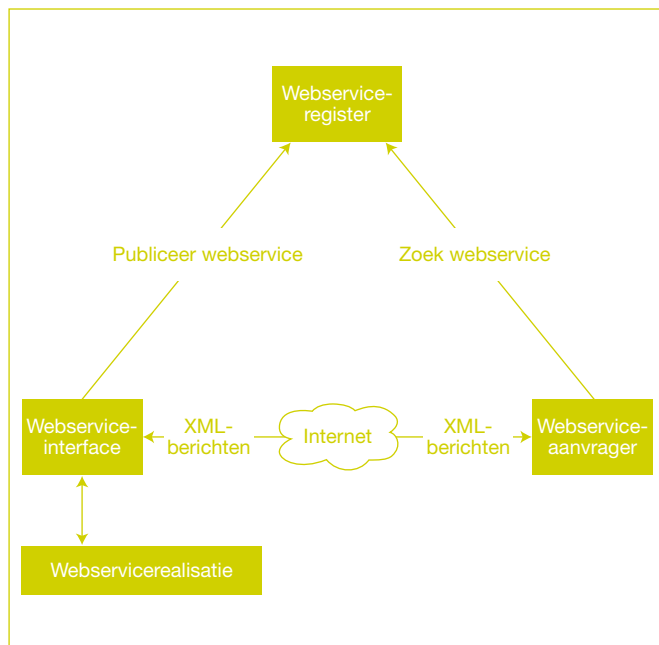 Webservice-
register
Publiceer webservice
Zoek webservice
Webservice-
interface
XML-
berichten
Internet
XML-
berichten
Webservice-
aanvrager
Webservicerealisatie